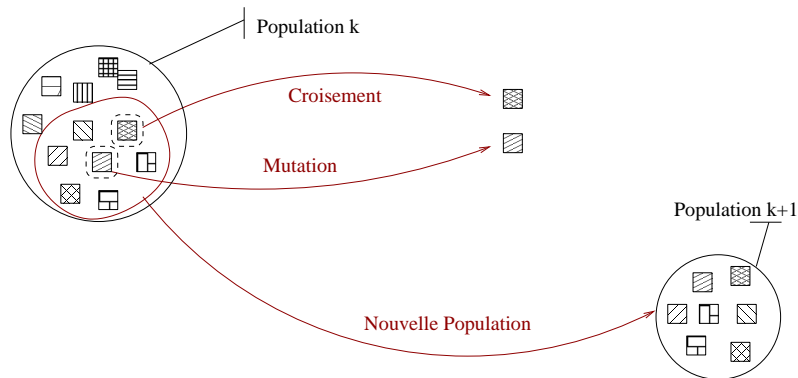 Population k
Croisement
Mutation
Population k+1
Nouvelle Population